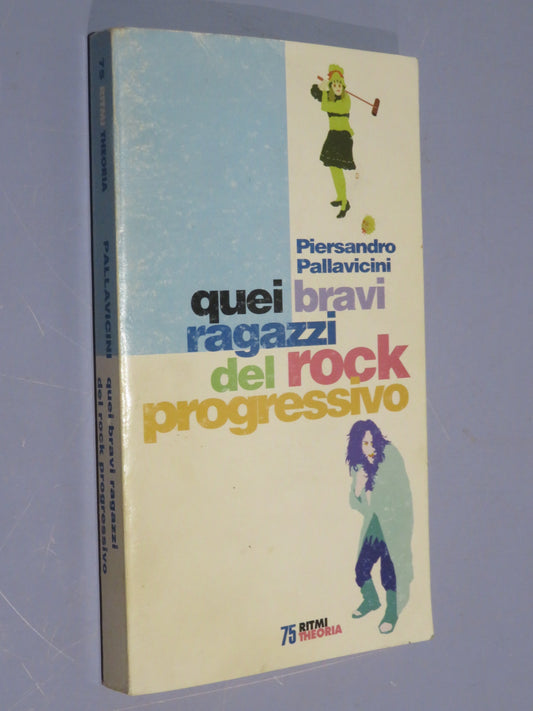 Piersandro
Pallavicini
quei bravi
ragazzi
del rock
progressivo
75 RITMI
THEORIA
75 RITMI THEORIA
PALLAVICINI quei bravi ragazzi
del rock progressivo